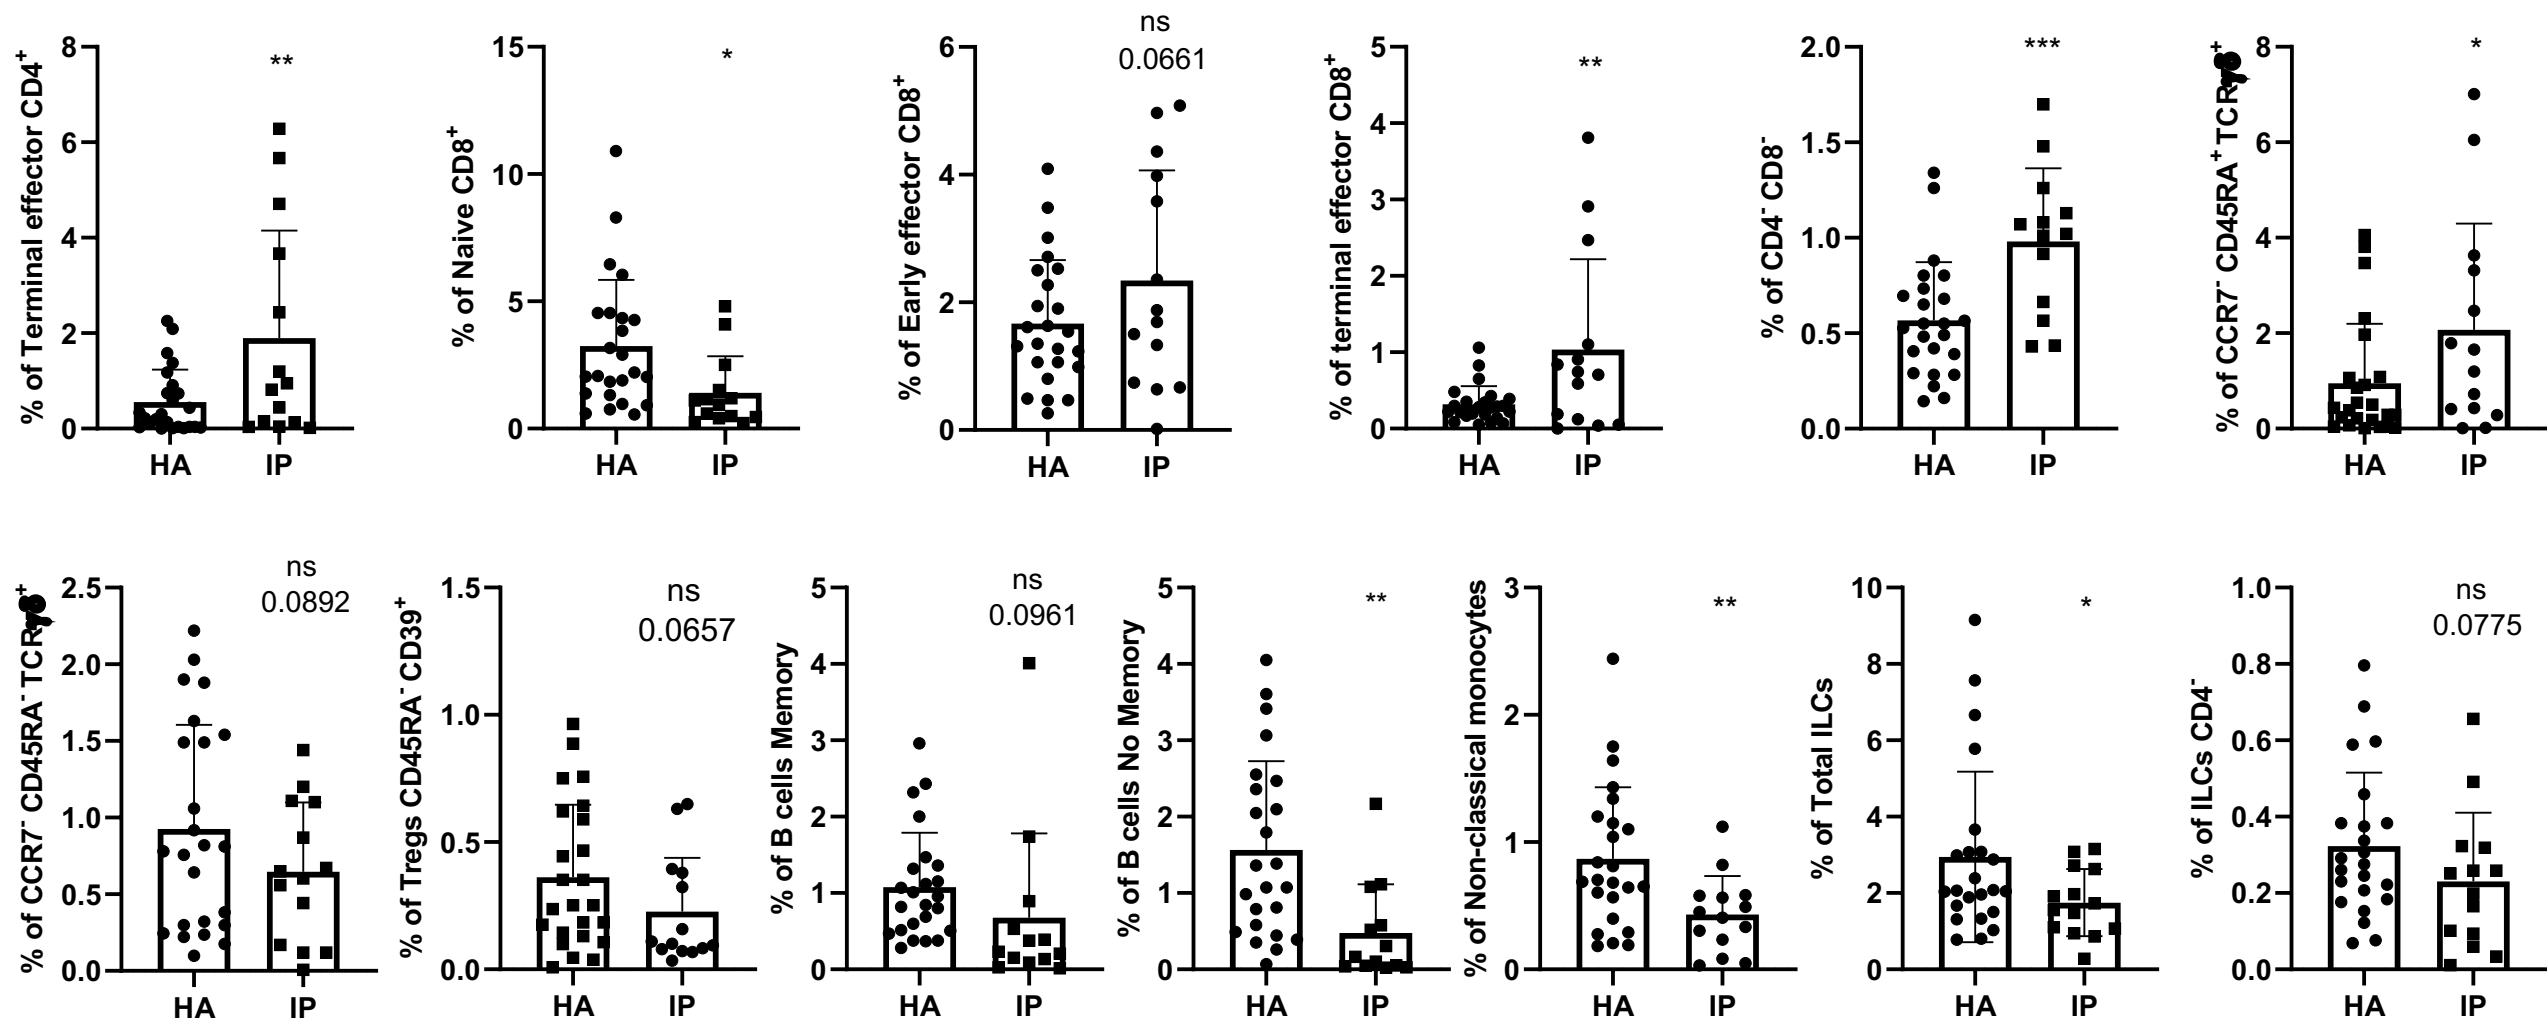 % of Terminal effector CD4+
8
6
4
2
0
**
HA IP
% of Naive CD8+
15
10
5
0
*
HA IP
% of Early effector CD8+
6
4
2
0
ns
0.0661
HA IP
% of terminal effector CD8+
5
4
3
2
1
0
**
HA IP
% of CD4- CD8-
2.0
1.5
1.0
0.5
0.0
***
HA IP
% of CCR7- CD45RA+ TCRγδ+
8
6
4
2
0
*
HA IP
% of CCR7- CD45RA- TCRγδ+
2.5
2.0
1.5
1.0
0.5
0.0
ns
0.0892
HA IP
% of Tregs CD45RA- CD39+
1.5
1.0
0.5
0.0
ns
0.0657
HA IP
% of B cells Memory
5
4
3
2
1
0
ns
0.0961
HA IP
% of B cells No Memory
5
4
3
2
1
0
**
HA IP
% of Non-classical monocytes
3
2
1
0
**
HA IP
% of Total ILCs
10
8
6
4
2
0
*
HA IP
% of ILCs CD4-
1.0
0.8
0.6
0.4
0.2
0.0
ns
0.0775
HA IP